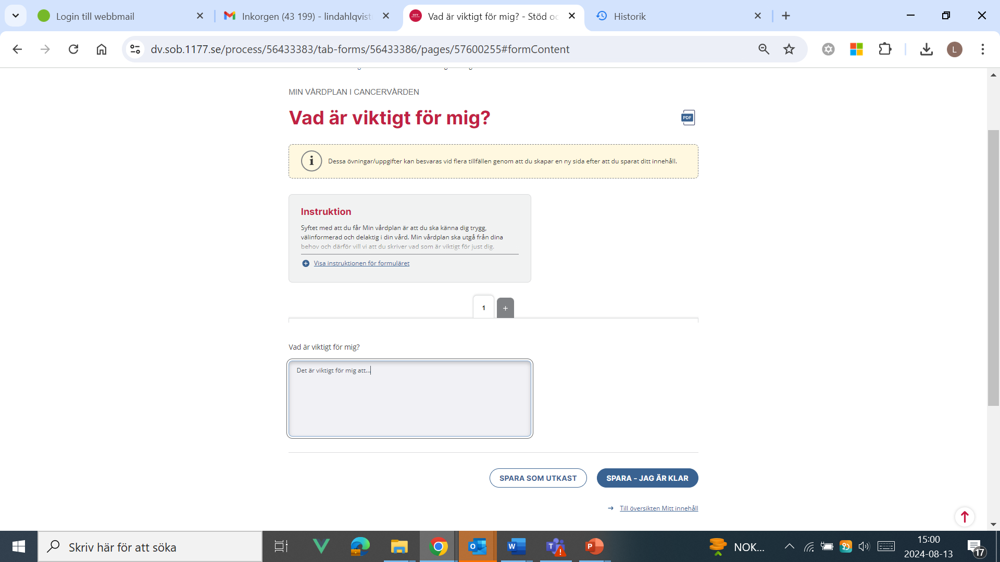 Login till webbmail
Inkorgen (43 199) - lindahlqvist
Vad är viktigt för mig? - Stöd oc
Historik
dv.sob.1177.se/process/56433383/tab-forms/56433386/pages/57600255#formContent
L
MIN VÅRDPLAN I CANCERVÅRDEN
Vad är viktigt för mig?
PDF
Dessa övningar/uppgifter kan besvaras vid flera tillfällen genom att du skapar en ny sida efter att du sparat ditt innehåll.
Instruktion
Syftet med att du får Min vårdplan är att du ska känna dig trygg,
välinformerad och delaktig i din vård. Min vårdplan ska utgå från dina
behov och därför vill vi att du skriver vad som är viktigt för just dig.
Visa instruktionen för formuläret
1
+
Vad är viktigt för mig?
Det är viktigt för mig att...
SPARA SOM UTKAST
SPARA - JAG ÄR KLAR
Till översikten Mitt innehåll
Skriv här för att söka
NOK...
15:00
2024-08-13
17